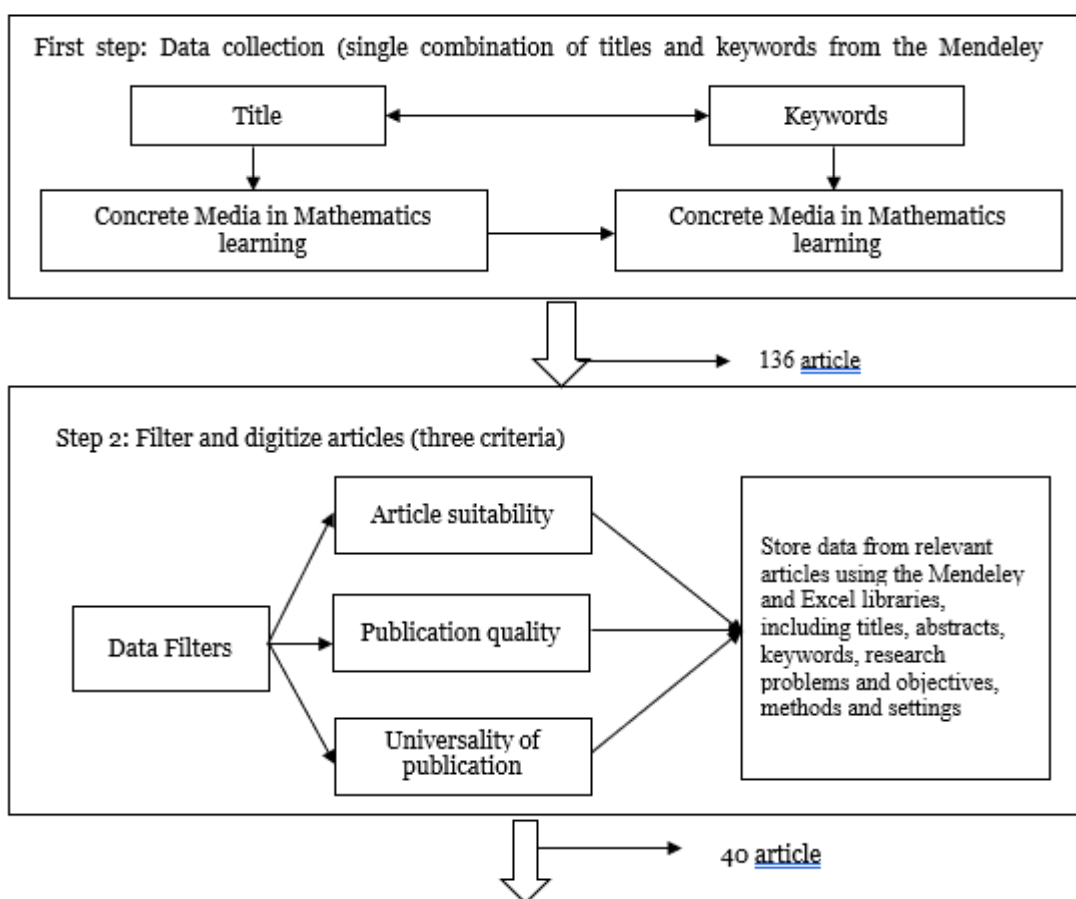 First step: Data collection (single combination of titles and keywords from the Mendeley
Title
Keywords
Concrete Media in Mathematics
learning
Concrete Media in Mathematics
learning
136 article
Step 2: Filter and digitize articles (three criteria)
Article suitability
Data Filters
Publication quality
Universality of
publication
Store data from relevant
articles using the Mendeley
and Excel libraries,
including titles, abstracts,
keywords, research
problems and objectives,
methods and settings
40 article